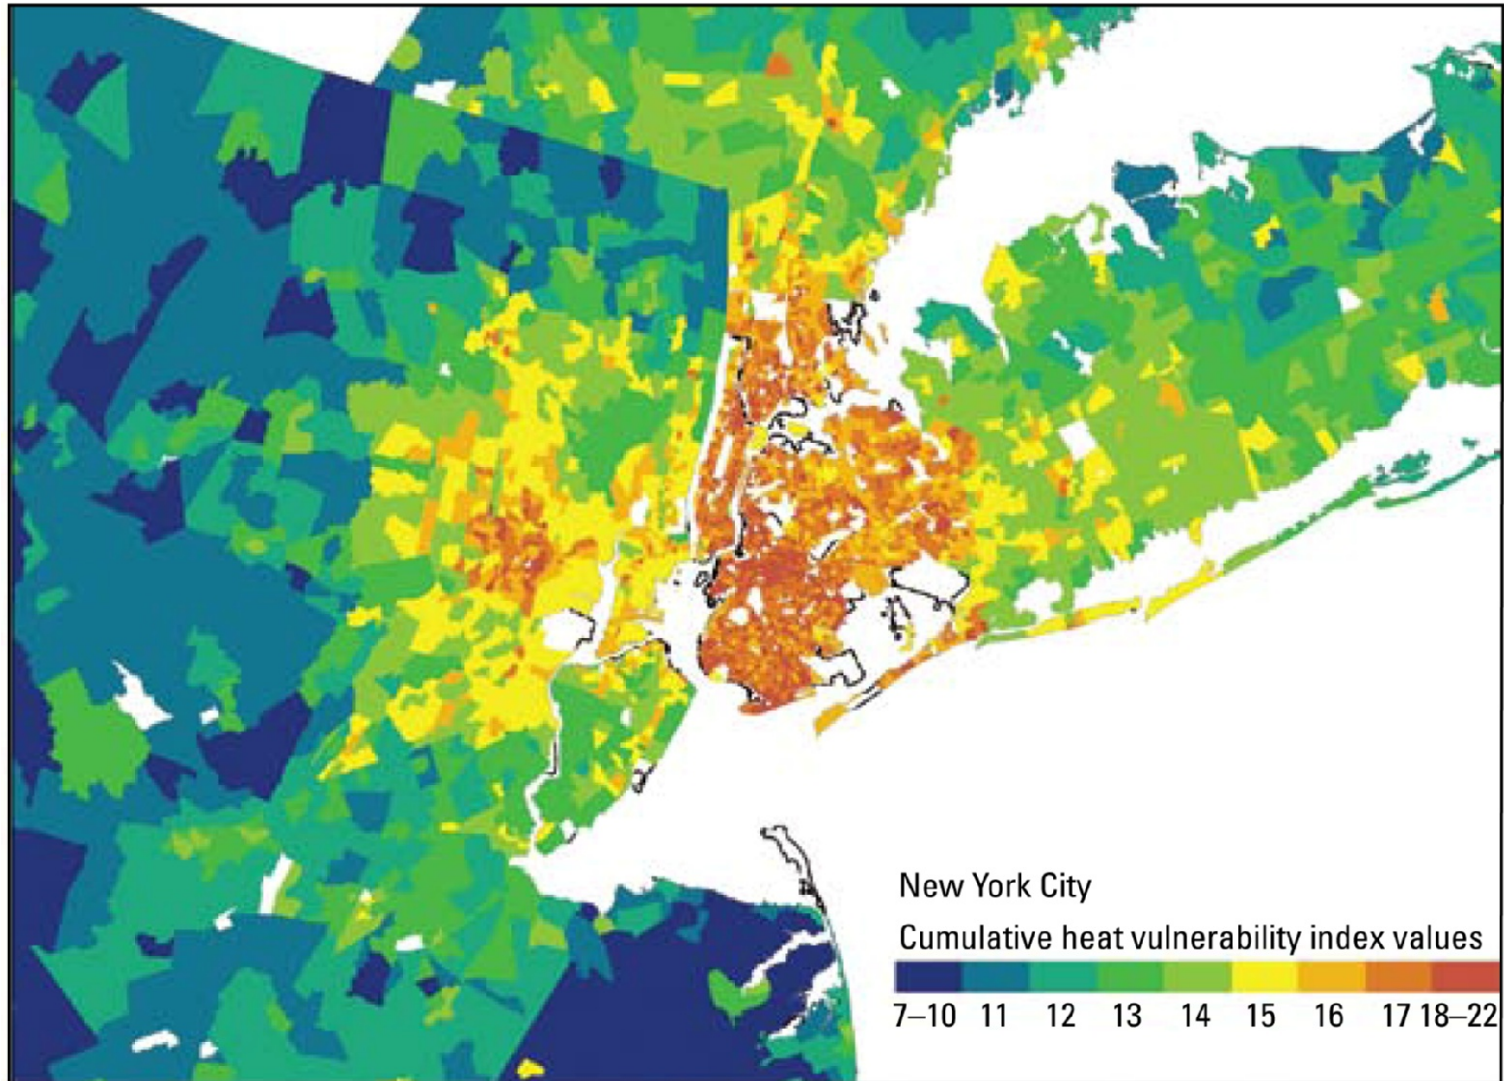 New York City
Cumulative heat vulnerability index values
7–10 11 12 13 14 15 16 17 18–22